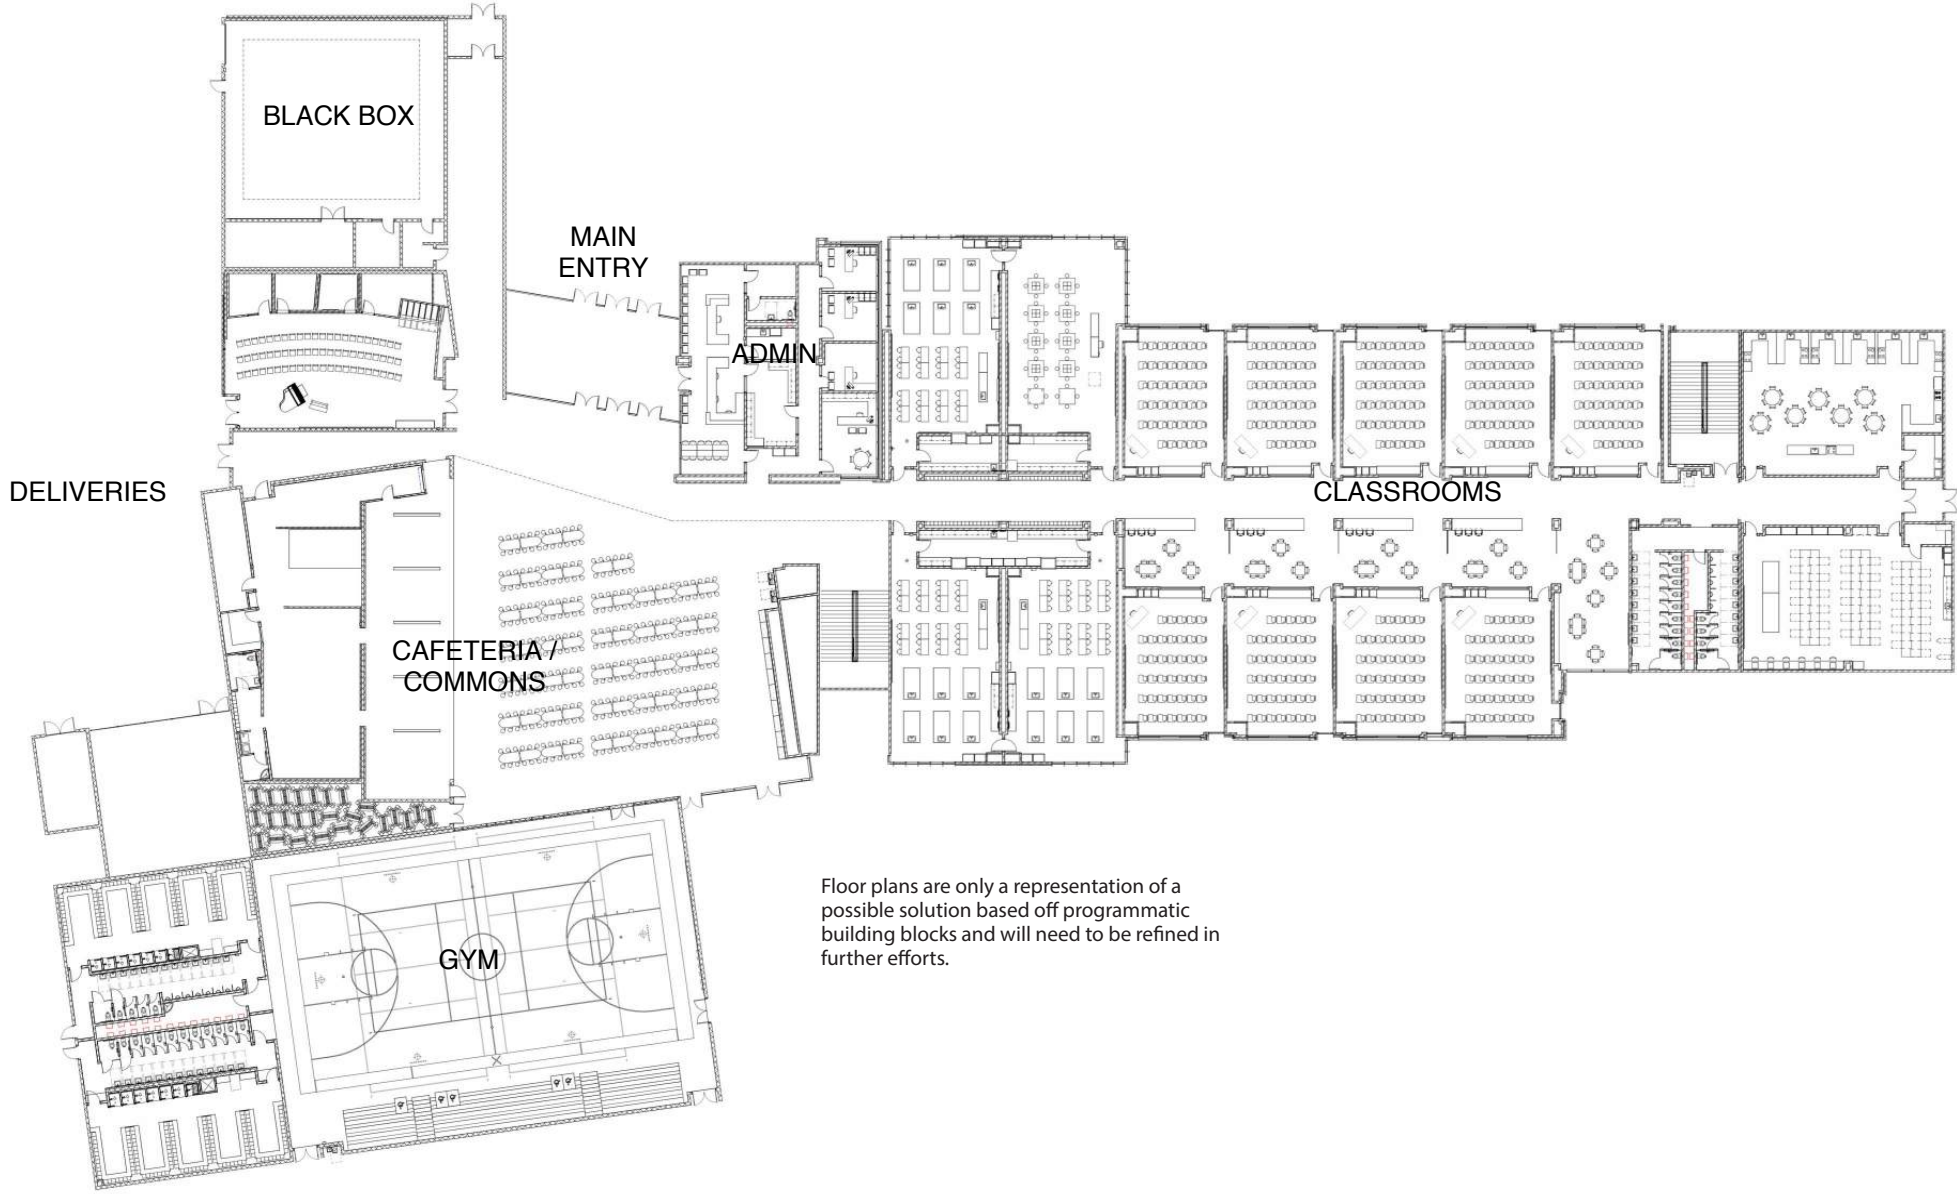 BLACK BOX
MAIN
ENTRY
ADMIN
DELIVERIES
CLASSROOMS
CAFETERIA /
COMMONS
Floor plans are only a representation of a
possible solution based off programmatic
building blocks and will need to be refined in
further efforts.
GYM